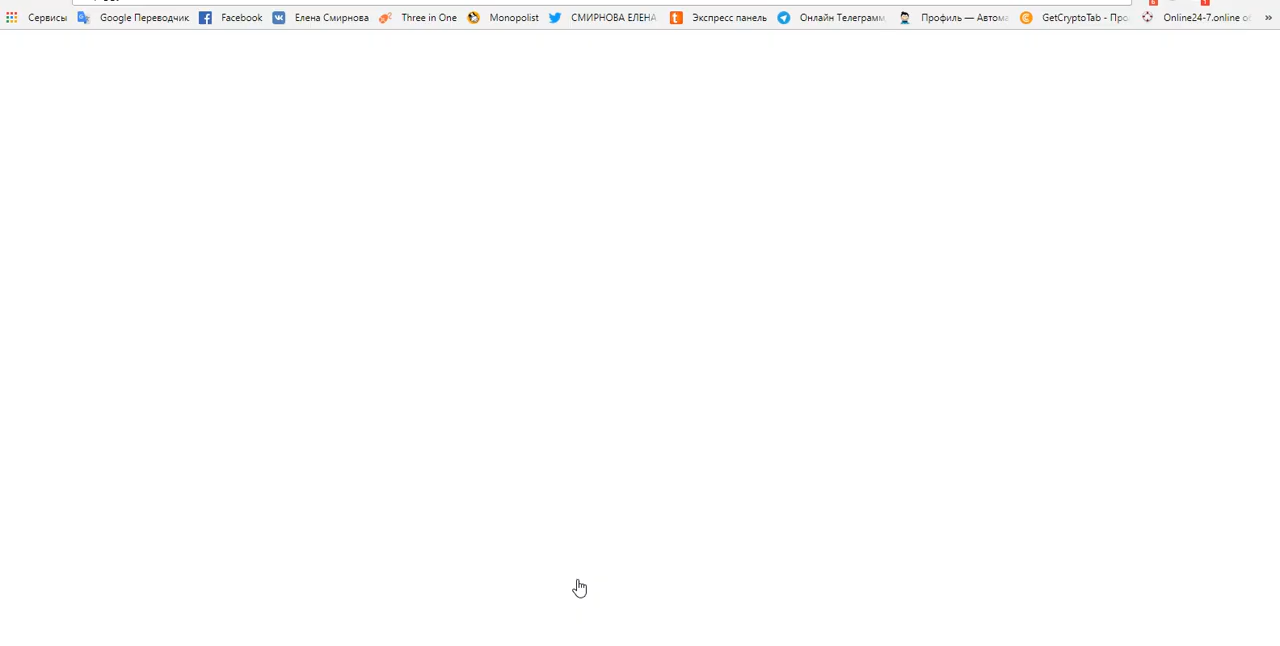 Сервисы Google Переводчик Facebook Елена Смирнова Three in One Monopolist СМИРНОВА ЕЛЕНА Экспресс панель Онлайн Телеграмм Профиль — Автома GetCryptoTab - Про Online24-7.online об »